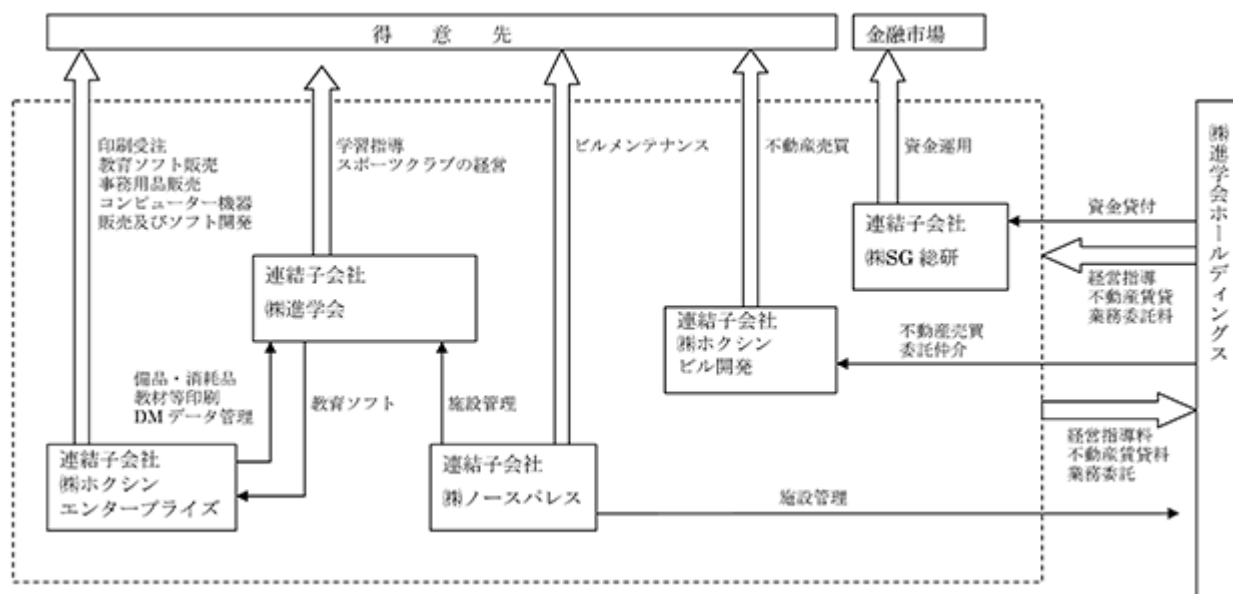 得意先
金融市場
印刷受注
教育ソフト販売
事務用品販売
コンピューター機器
販売及びソフト開発
学習指導
スポーツクラブの経営
ビルメンテナンス
不動産売買
資金運用
㈱進学会ホールディングス
連結子会社
㈱SG 総研
資金貸付
経営指導
不動産賃貸
業務委託料
連結子会社
㈱進学会
連結子会社
㈱ホクシン
ビル開発
不動産売買
委託仲介
備品・消耗品
教材等印刷
DM データ管理
教育ソフト
施設管理
経営指導料
不動産賃貸料
業務委託
連結子会社
㈱ホクシン
エンタープライズ
連結子会社
㈱ノースパレス
施設管理